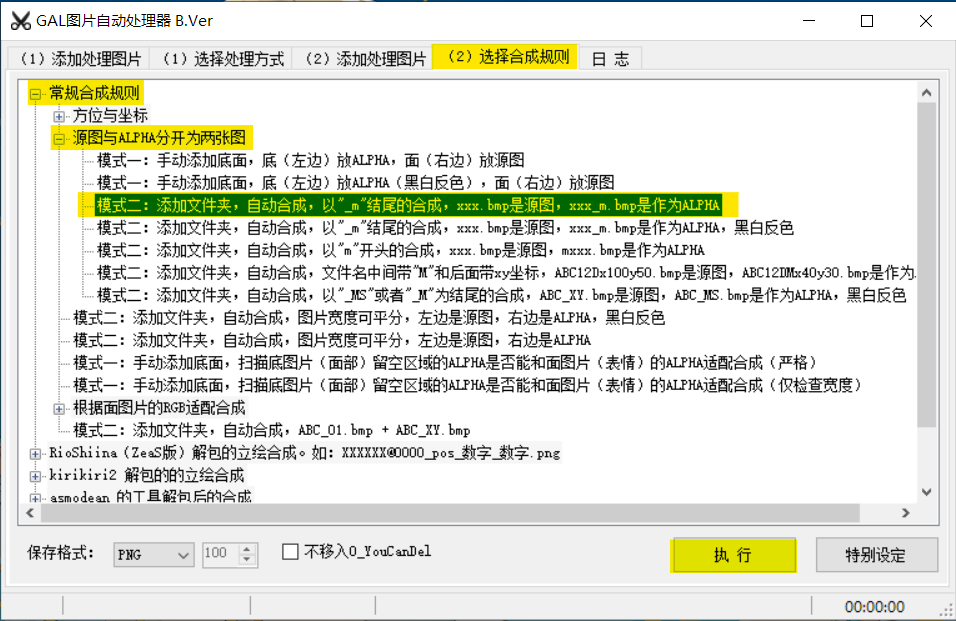 GAL图片自动处理器 B.Ver
(1) 添加处理图片 (1) 选择处理方式 (2) 添加处理图片 (2) 选择合成规则 日 志
常规合成规则
方位与坐标
源图与ALPHA分开为两张图
模式一: 手动添加底面, 底（左边）放ALPHA, 面（右边）放源图
模式一: 手动添加底面, 底（左边）放ALPHA（黑白反色）, 面（右边）放源图
模式二: 添加文件夹, 自动合成, 以"_m"结尾的合成, xxx.bmp是源图, xxx_m.bmp是作为ALPHA
模式二: 添加文件夹, 自动合成, 以"_m"结尾的合成, xxx.bmp是源图, xxx_m.bmp是作为ALPHA, 黑白反色
模式二: 添加文件夹, 自动合成, 以"m"开头的合成, xxx.bmp是源图, mxxx.bmp是作为ALPHA
模式二: 添加文件夹, 自动合成, 文件名中间带"M"和后面带xy坐标, ABC12Dx100y50.bmp是源图, ABC12DMx40y30.bmp是作为
模式二: 添加文件夹, 自动合成, 以"_MS"或者"_M"为结尾的合成, ABC_XY.bmp是源图, ABC_MS.bmp是作为ALPHA, 黑白反色
模式二: 添加文件夹, 自动合成, 图片宽度可平分, 左边是源图, 右边是ALPHA, 黑白反色
模式二: 添加文件夹, 自动合成, 图片宽度可平分, 左边是源图, 右边是ALPHA
模式一: 手动添加底面, 扫描底图片（面部）留空区域的ALPHA是否能和面图片（表情）的ALPHA适配合成（严格）
模式一: 手动添加底面, 扫描底图片（面部）留空区域的ALPHA是否能和面图片（表情）的ALPHA适配合成（仅检查宽度）
根据面图片的RGB适配合成
模式二: 添加文件夹, 自动合成, ABC_01.bmp + ABC_XY.bmp
RioShiina（ZeaS版）解包的立绘合成。如: XXXXXX@0000_pos_数字_数字.png
kirikiri2 解包的的立绘合成
asmodean 的工具解包后的合成
保存格式: PNG 100 不移入0_YouCanDel 执 行 特别设定
00:00:00